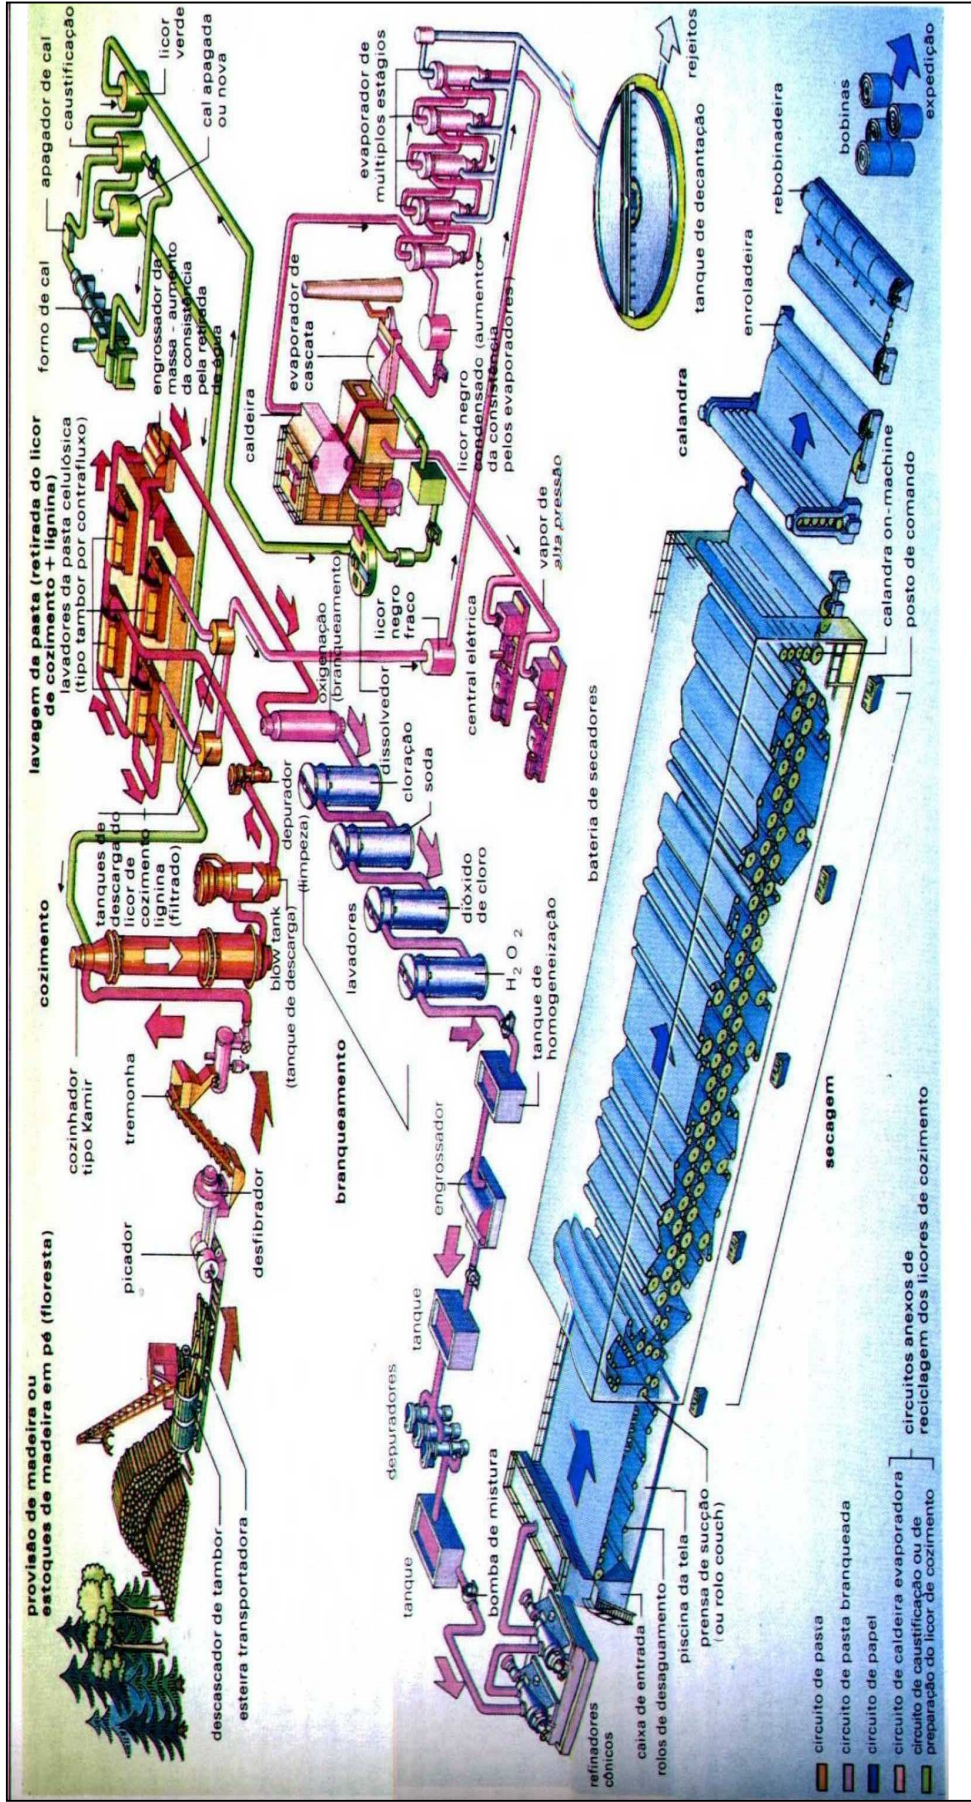 provisão de madeira ou
estoques de madeira em pé (floresta)
descascador de tambor
esteira transportadora
picador
desfibrador
tremonha
cozimento
cozinhador
tipo Kamir
blow tank
(tanque de descarga)
tanques de
descarga do
licor de
cozimento +
lignina
(filtrado)
depurador
(limpeza)
lavagem da pasta (retirada do licor
de cozimento + lignina)
lavadores da pasta celulósica
(tipo tambor por contrafluxo)
engrossador da
massa - aumento
da consistência
pela retirada
de água
forno de cal
apagador de cal
caustificação
licor
verde
cal apagada
ou nova
caldeira
evaporador de
cascata
evaporador de
múltiplos estágios
licor negro
condensado (aumento
da consistência
pelos evaporadores)
licor
negro
fraco
central elétrica
vapor de
alta pressão
tanque de decantação
rejeitos
branqueamento
oxigenação
(branqueamento)
dissolvedor
cloração
soda
lavadores
dióxido
de cloro
H2O2
tanque de
homogeneização
engrossador
tanque
depuradores
tanque
bomba de mistura
refinadores
cônicos
caixa de entrada
rolos de desaguamento
piscina da tela
prensa de sucção
(ou rolo couch)
bateria de secadores
secagem
calandra on-machine
posto de comando
calandra
enroladeira
rebobinadeira
bobinas
expedição
circuito de pasta
circuito de pasta branqueada
circuito de papel
circuito de caldeira evaporadora
circuito de caustificação ou de
preparação do licor de cozimento
circuitos anexos de
reciclagem dos licores de cozimento